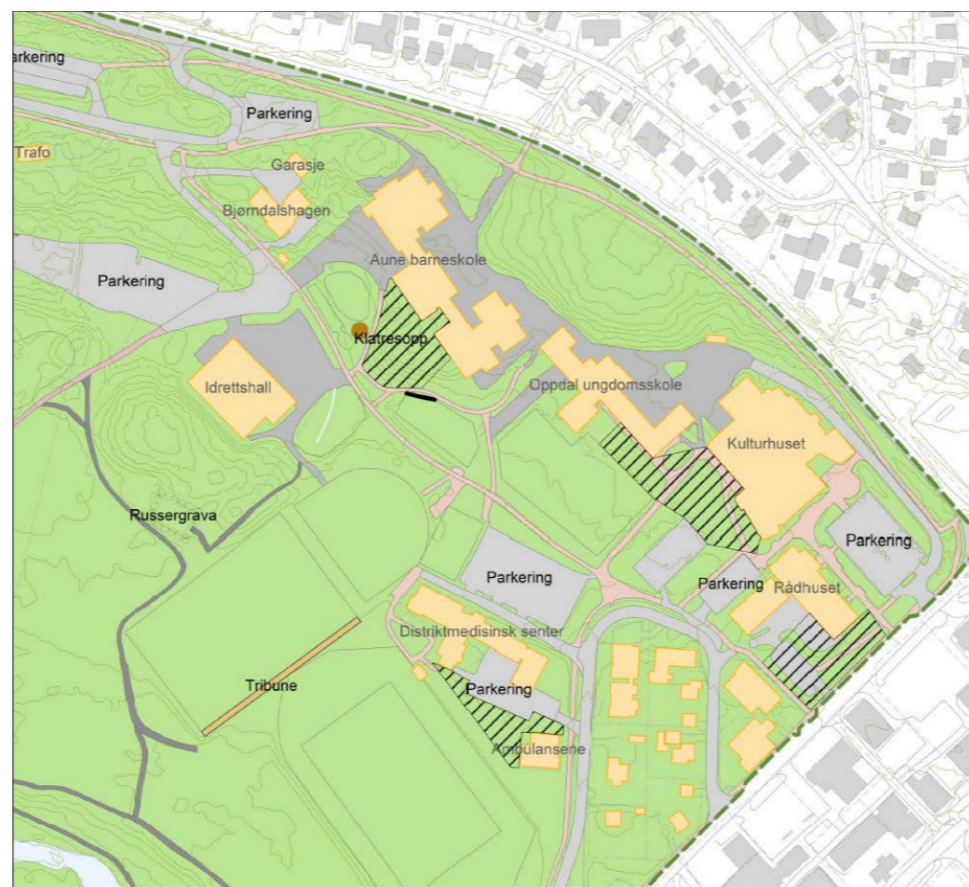 arkering
Parkering
Trafo
Garasje
Bjørndalshagen
Aune barneskole
Parkering
Klatresopp
Idrettshall
Oppdal ungdomsskole
Kulturhuset
Russergrava
Parkering
Parkering
Parkering
Rådhuset
Distriktmedisinsk senter
Tribune
Parkering
Ambulansene